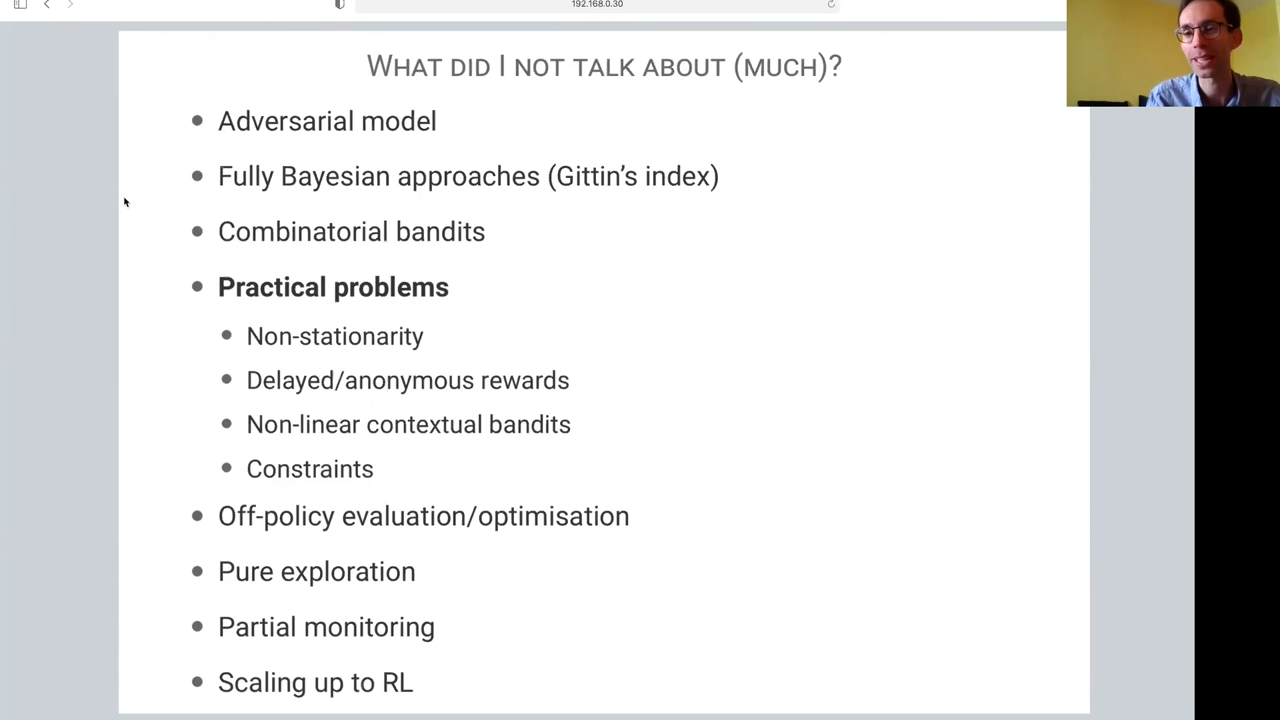 192.168.0.30
WHAT DID I NOT TALK ABOUT (MUCH)?
Adversarial model
Fully Bayesian approaches (Gittin's index)
Combinatorial bandits
Practical problems
Non-stationarity
Delayed/anonymous rewards
Non-linear contextual bandits
Constraints
Off-policy evaluation/optimisation
Pure exploration
Partial monitoring
Scaling up to RL